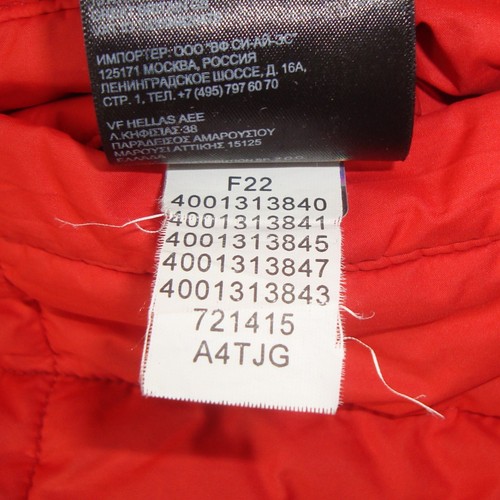 ИМПОРТЕР: ООО "ВФ СИ-АЙ-ЭС"
125171 МОСКВА, РОССИЯ
ЛЕНИНГРАДСКОЕ ШОССЕ, Д. 16А,
СТР. 1, ТЕЛ.+7 (495) 797 60 70
VF HELLAS AEE
Λ.ΚΗΦΙΣΙΑΣ·38
ΠΑΡΑΔΕΙΣΟΣ ΑΜΑΡΟΥΣΙΟΥ
ΜΑΡΟΥΣΙ ΑΤΤΙΚΗΣ 15125
ΕΛΛΑΔΑ
F22
4001313840
4001313841
4001313845
4001313847
4001313843
721415
A4TJG